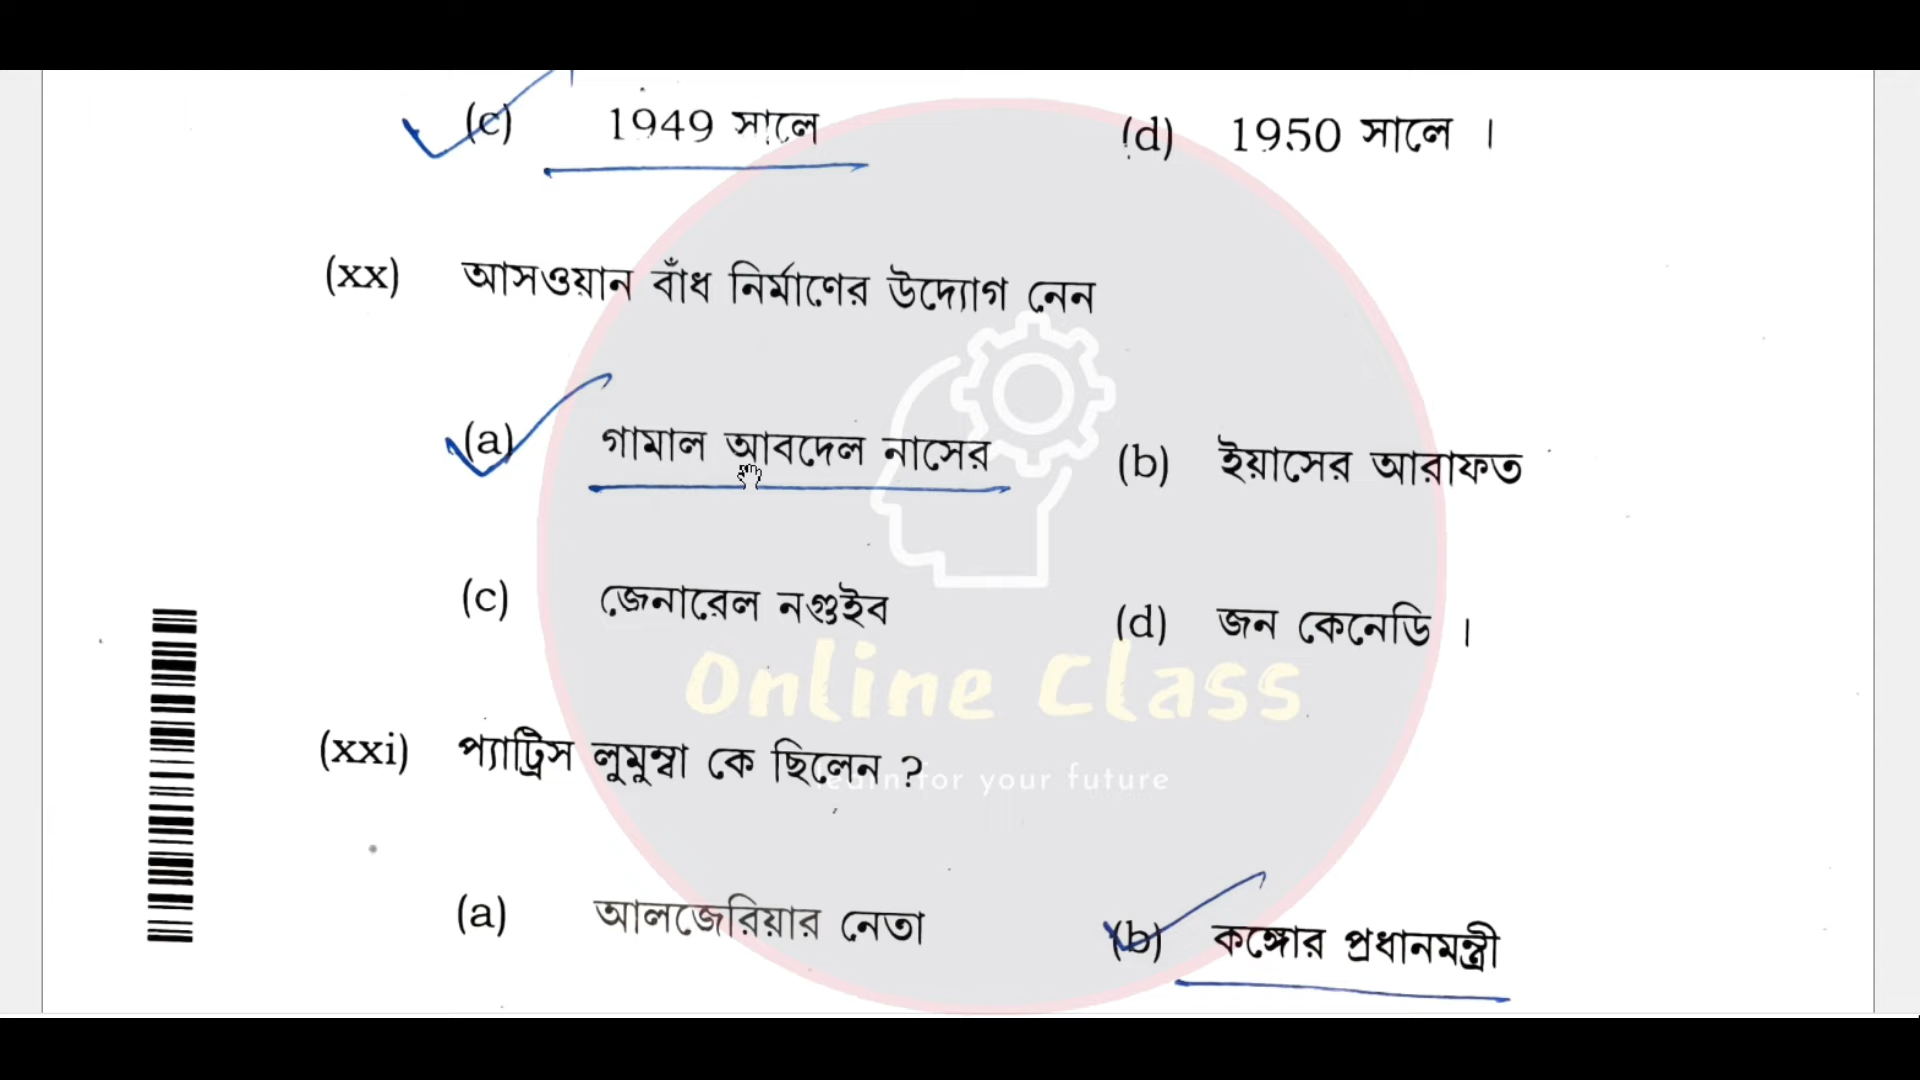 (c) 1949 সালে (d) 1950 সালে ।
(xx) আসওয়ান বাঁধ নির্মাণের উদ্যোগ নেন
(a) গামাল আবদেল নাসের (b) ইয়াসের আরাফত
(c) জেনারেল নগুইব (d) জন কেনেডি ।
Online Class
(xxi) প্যাট্রিস লুমুম্বা কে ছিলেন ?
learn for your future
(a) আলজেরিয়ার নেতা (b) কঙ্গোর প্রধানমন্ত্রী